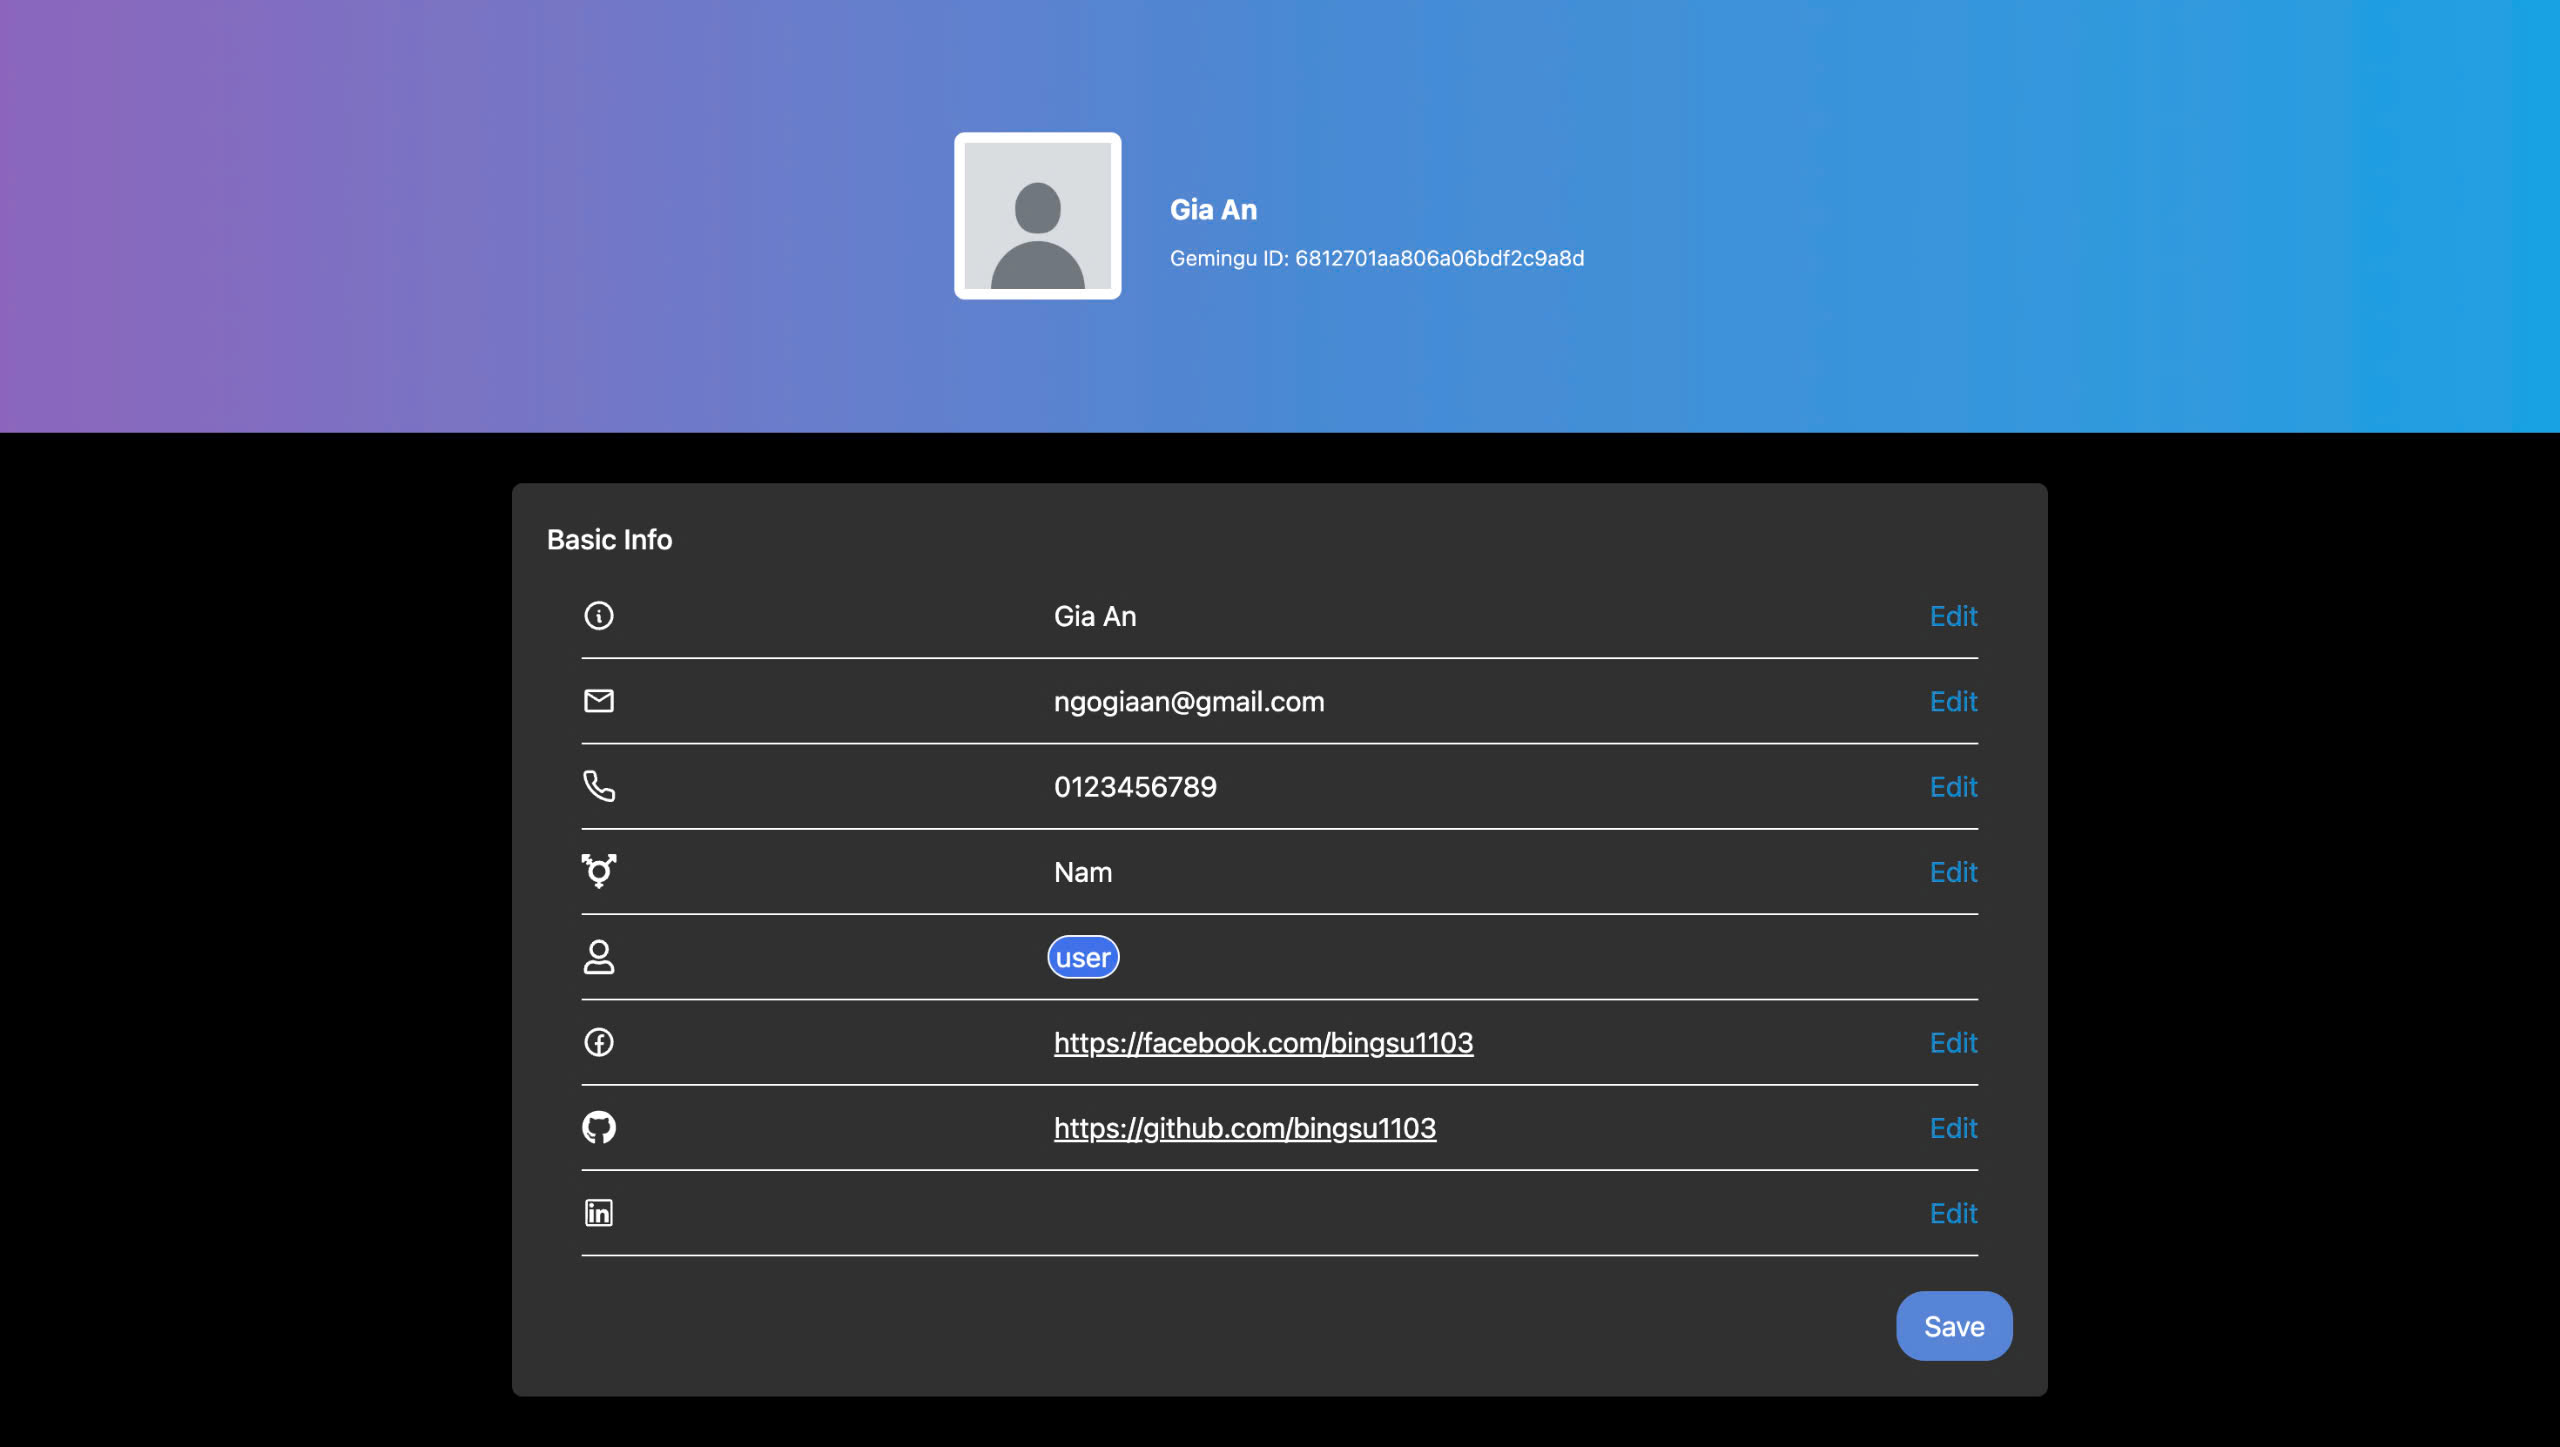 Gia An
Gemingu ID: 6812701aa806a06bdf2c9a8d
Basic Info
Gia An Edit
ngogiaan@gmail.com Edit
0123456789 Edit
Nam Edit
user
https://facebook.com/bingsu1103 Edit
https://github.com/bingsu1103 Edit
in Edit
Save